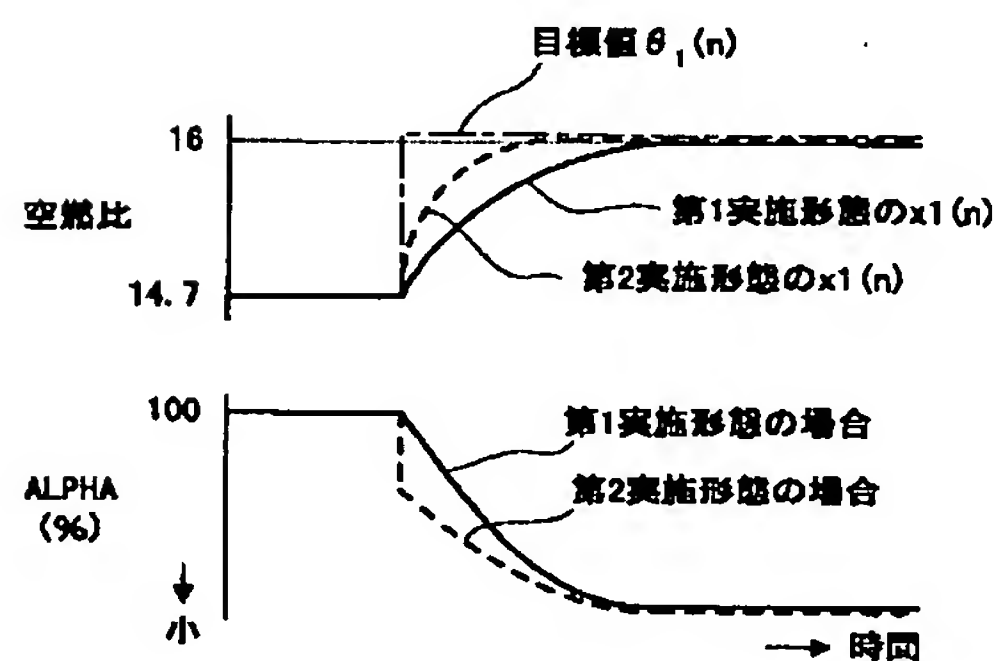 目標値θ1(n)
16
空燃比
14.7
第1実施形態のx1(n)
第2実施形態のx1(n)
100
ALPHA
(%)
小
第1実施形態の場合
第2実施形態の場合
時間